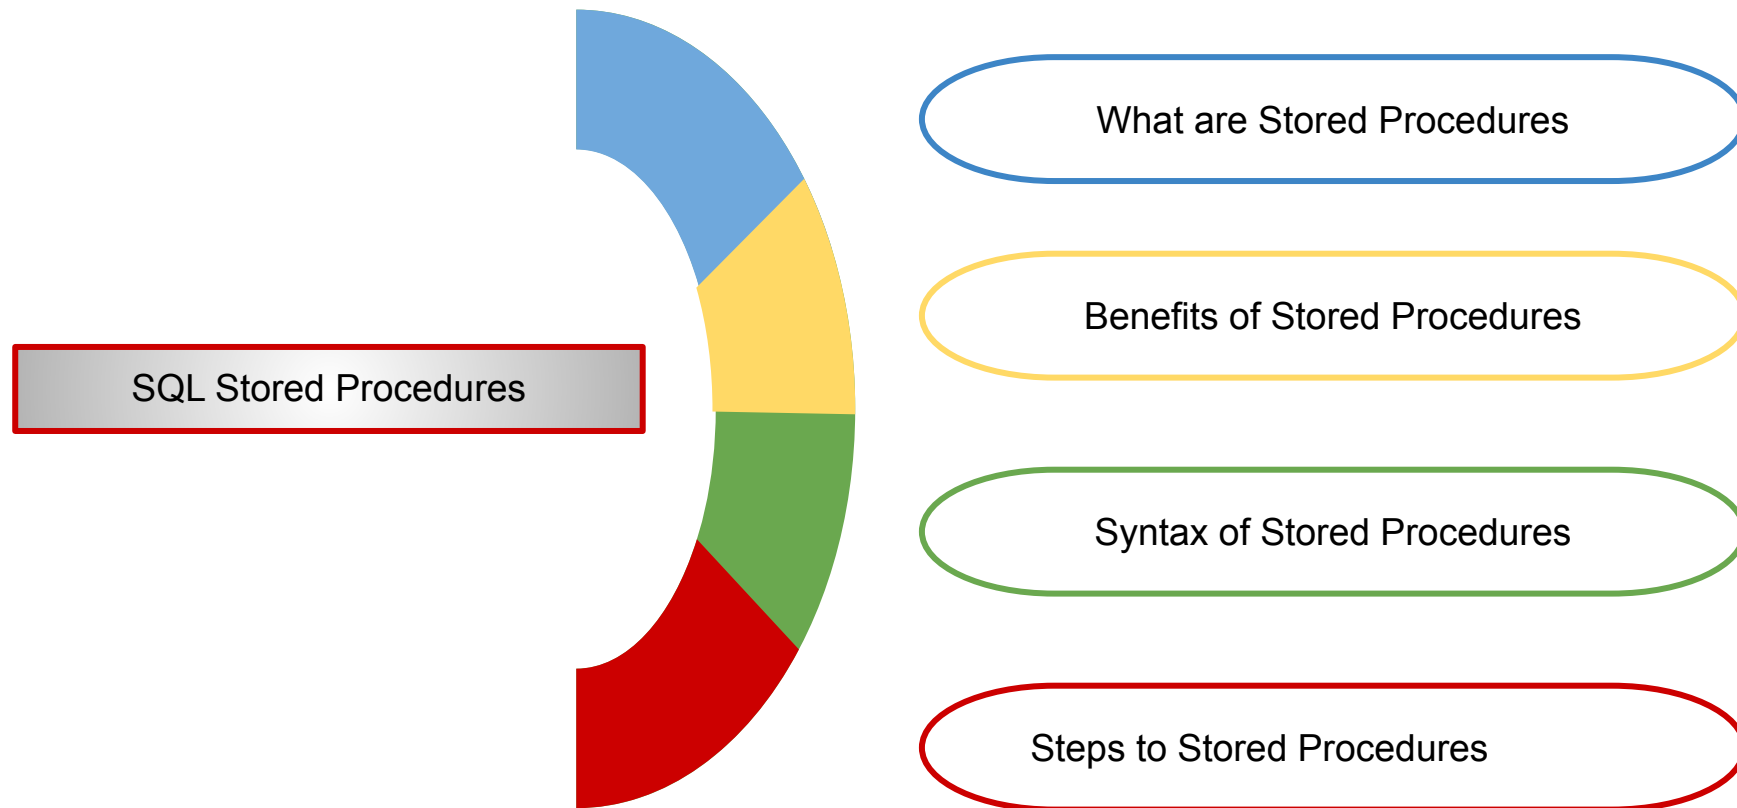 What are Stored Procedures
Benefits of Stored Procedures
SQL Stored Procedures
Syntax of Stored Procedures
Steps to Stored Procedures